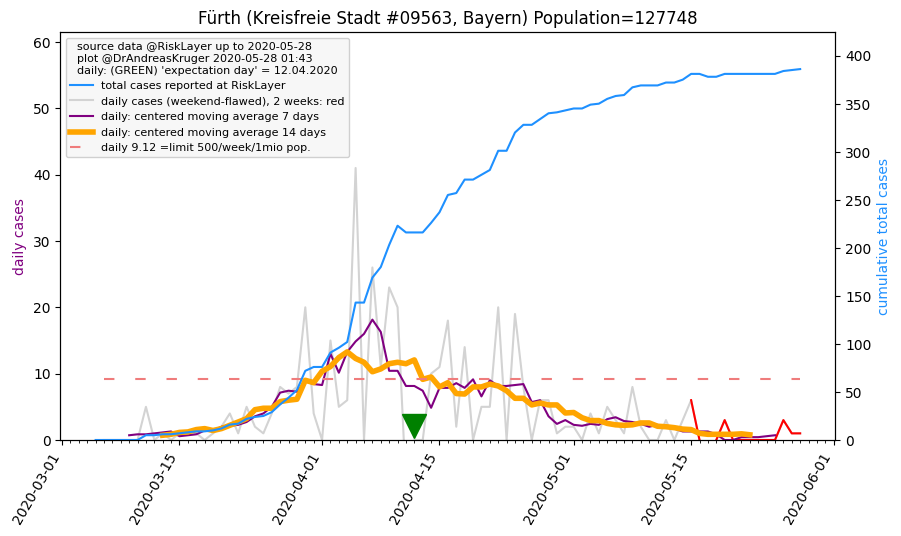 Fürth (Kreisfreie Stadt #09563, Bayern) Population=127748
source data @RiskLayer up to 2020-05-28
plot @DrAndreasKruger 2020-05-28 01:43
daily: (GREEN) 'expectation day' = 12.04.2020
total cases reported at RiskLayer
daily cases (weekend-flawed), 2 weeks: red
daily: centered moving average 7 days
daily: centered moving average 14 days
daily 9.12 =limit 500/week/1mio pop.
daily cases
60
50
40
30
20
10
0
cumulative total cases
400
350
300
250
200
150
100
50
0
2020-03-01
2020-03-15
2020-04-01
2020-04-15
2020-05-01
2020-05-15
2020-06-01